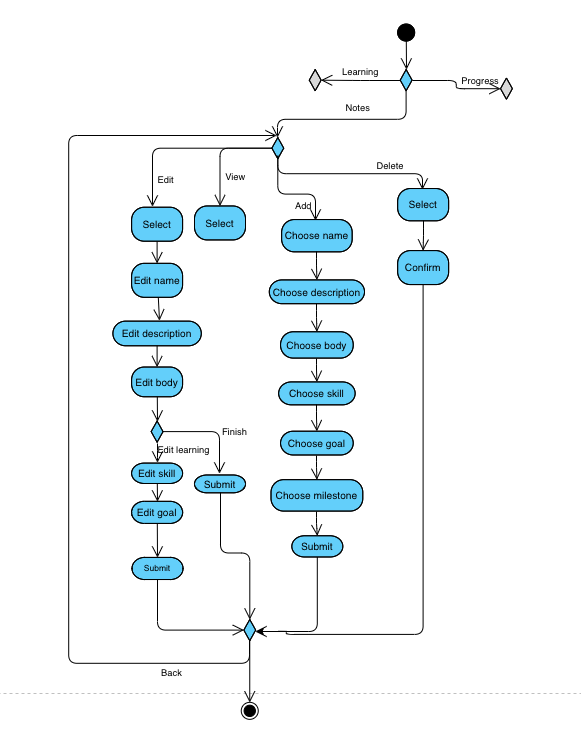 Learning
Progress
Notes
Delete
Edit
View
Add
Select
Select
Select
Choose name
Confirm
Edit name
Choose description
Edit description
Choose body
Edit body
Choose skill
Finish
Choose goal
Edit learning
Edit skill
Submit
Choose milestone
Edit goal
Submit
Submit
Back